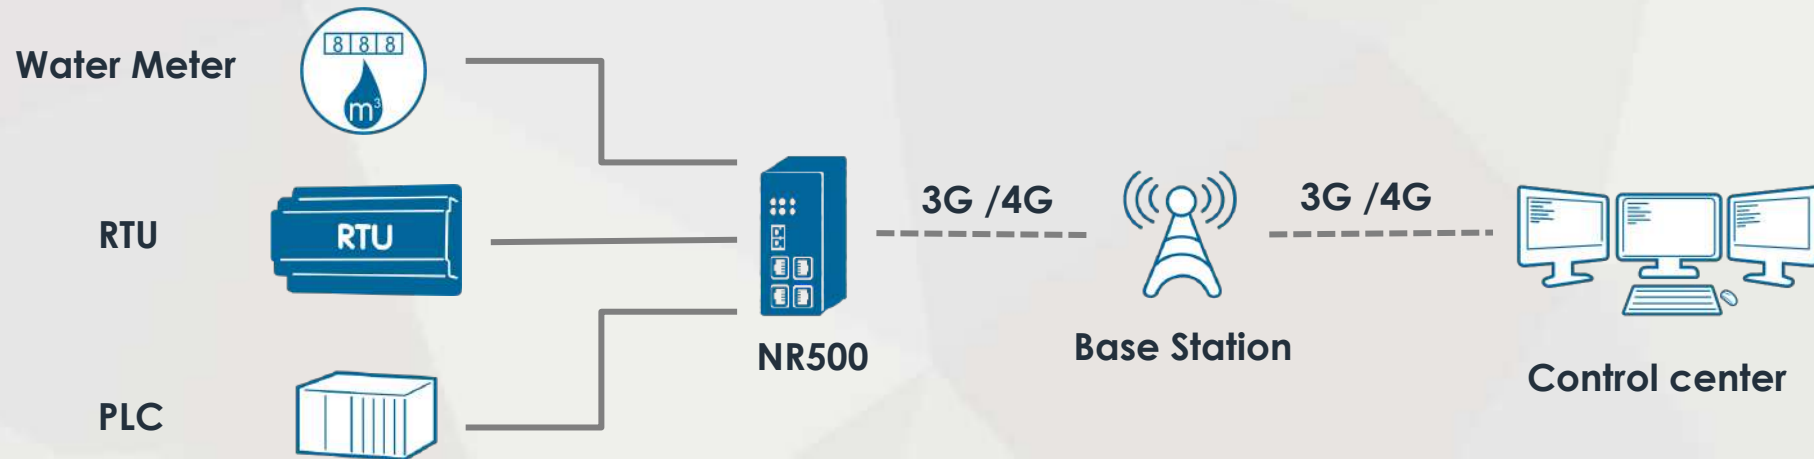 Water Meter
888
m³
RTU
RTU
PLC
NR500
3G /4G
Base Station
3G /4G
Control center